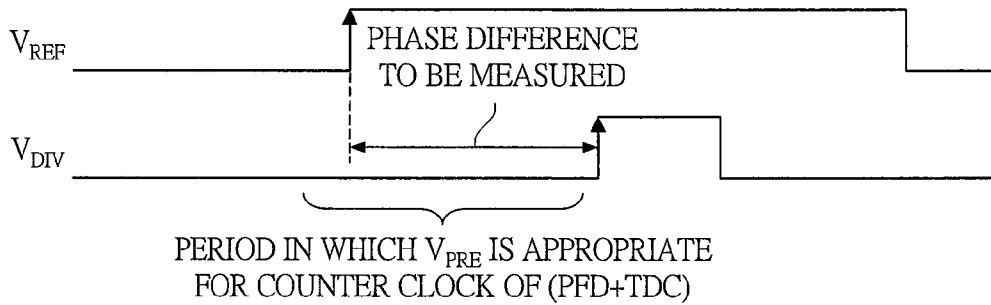 V_REF
PHASE DIFFERENCE
TO BE MEASURED
V_DIV
PERIOD IN WHICH V_PRE IS APPROPRIATE
FOR COUNTER CLOCK OF (PFD+TDC)